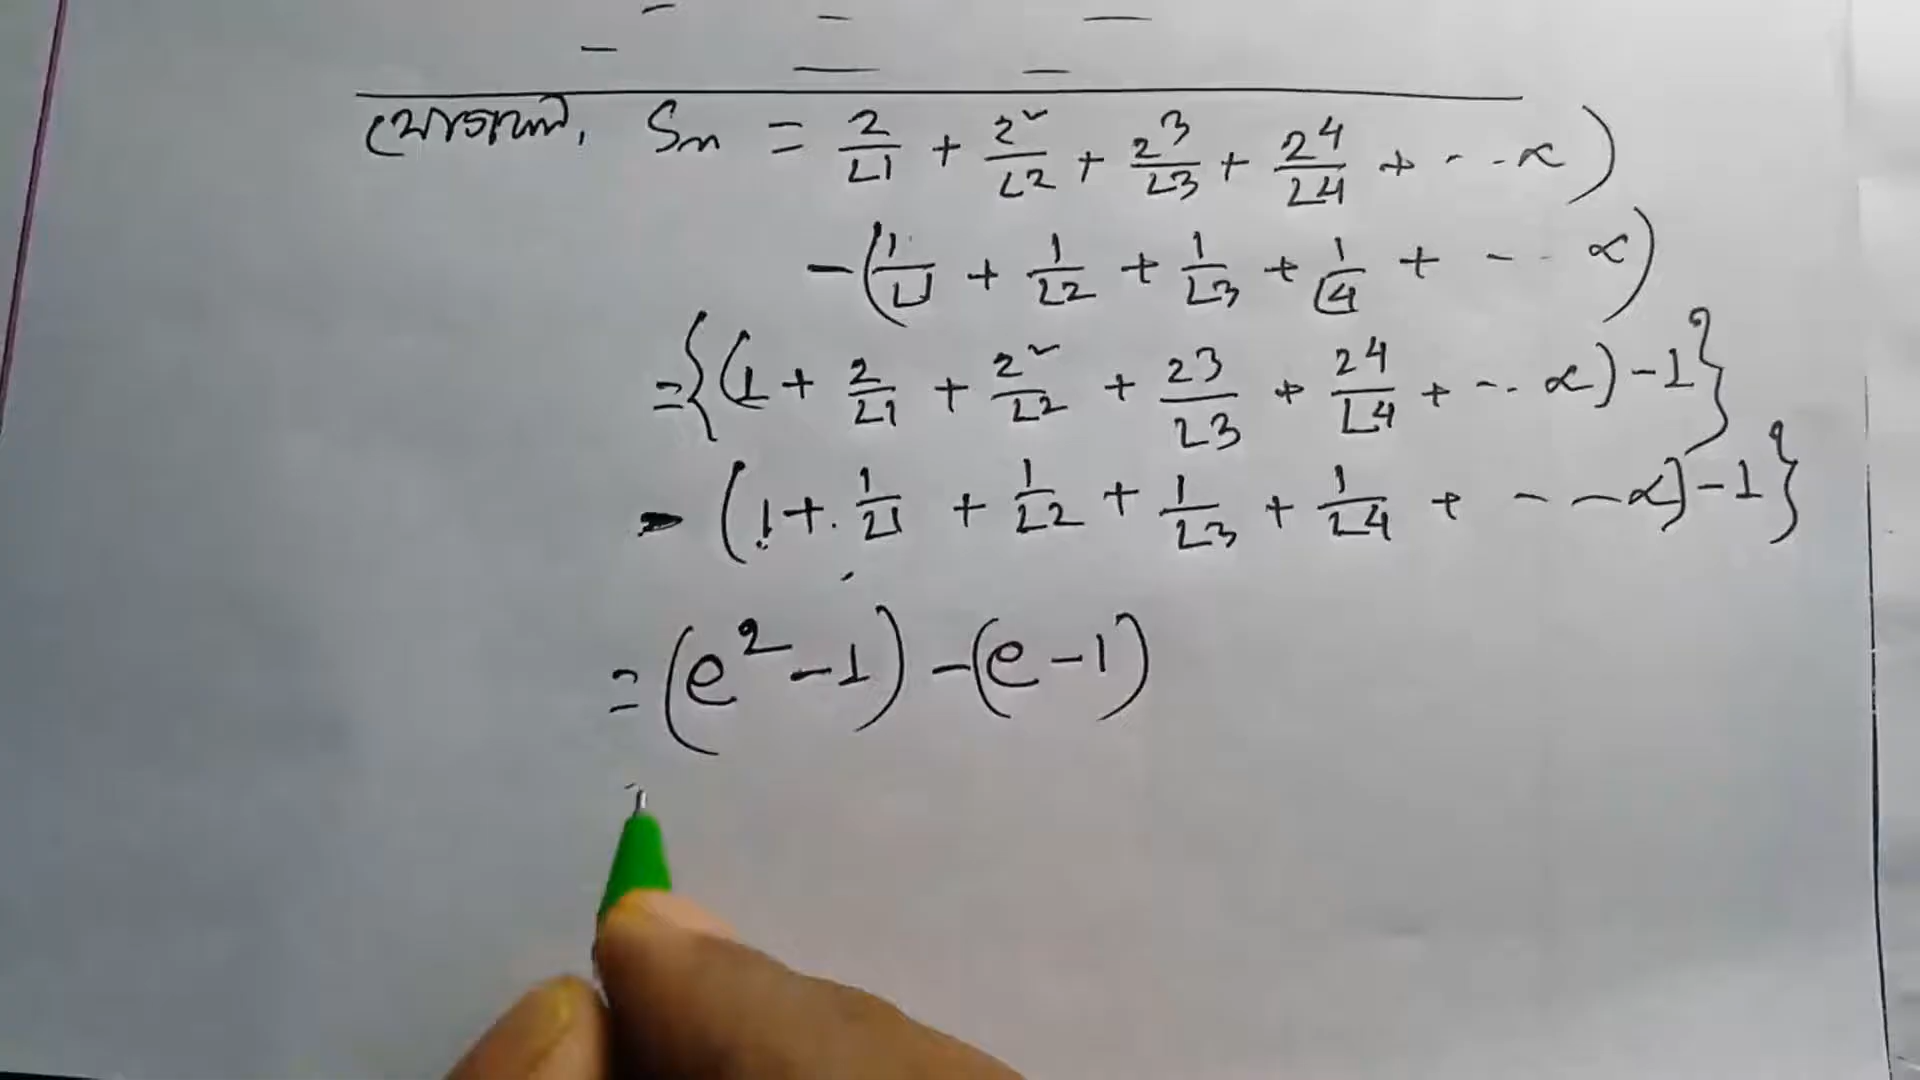 যোগফল, Sn = 2/∟1 + 2²/∟2 + 2³/∟3 + 2⁴/∟4 + - - ∝)
-(1/∟1 + 1/∟2 + 1/∟3 + 1/∟4 + - - ∝)
={(1 + 2/∟1 + 2²/∟2 + 2³/∟3 + 2⁴/∟4 + - - ∝) - 1}
- (1 + 1/∟1 + 1/∟2 + 1/∟3 + 1/∟4 + - - ∝) - 1}
= (e² - 1) - (e - 1)